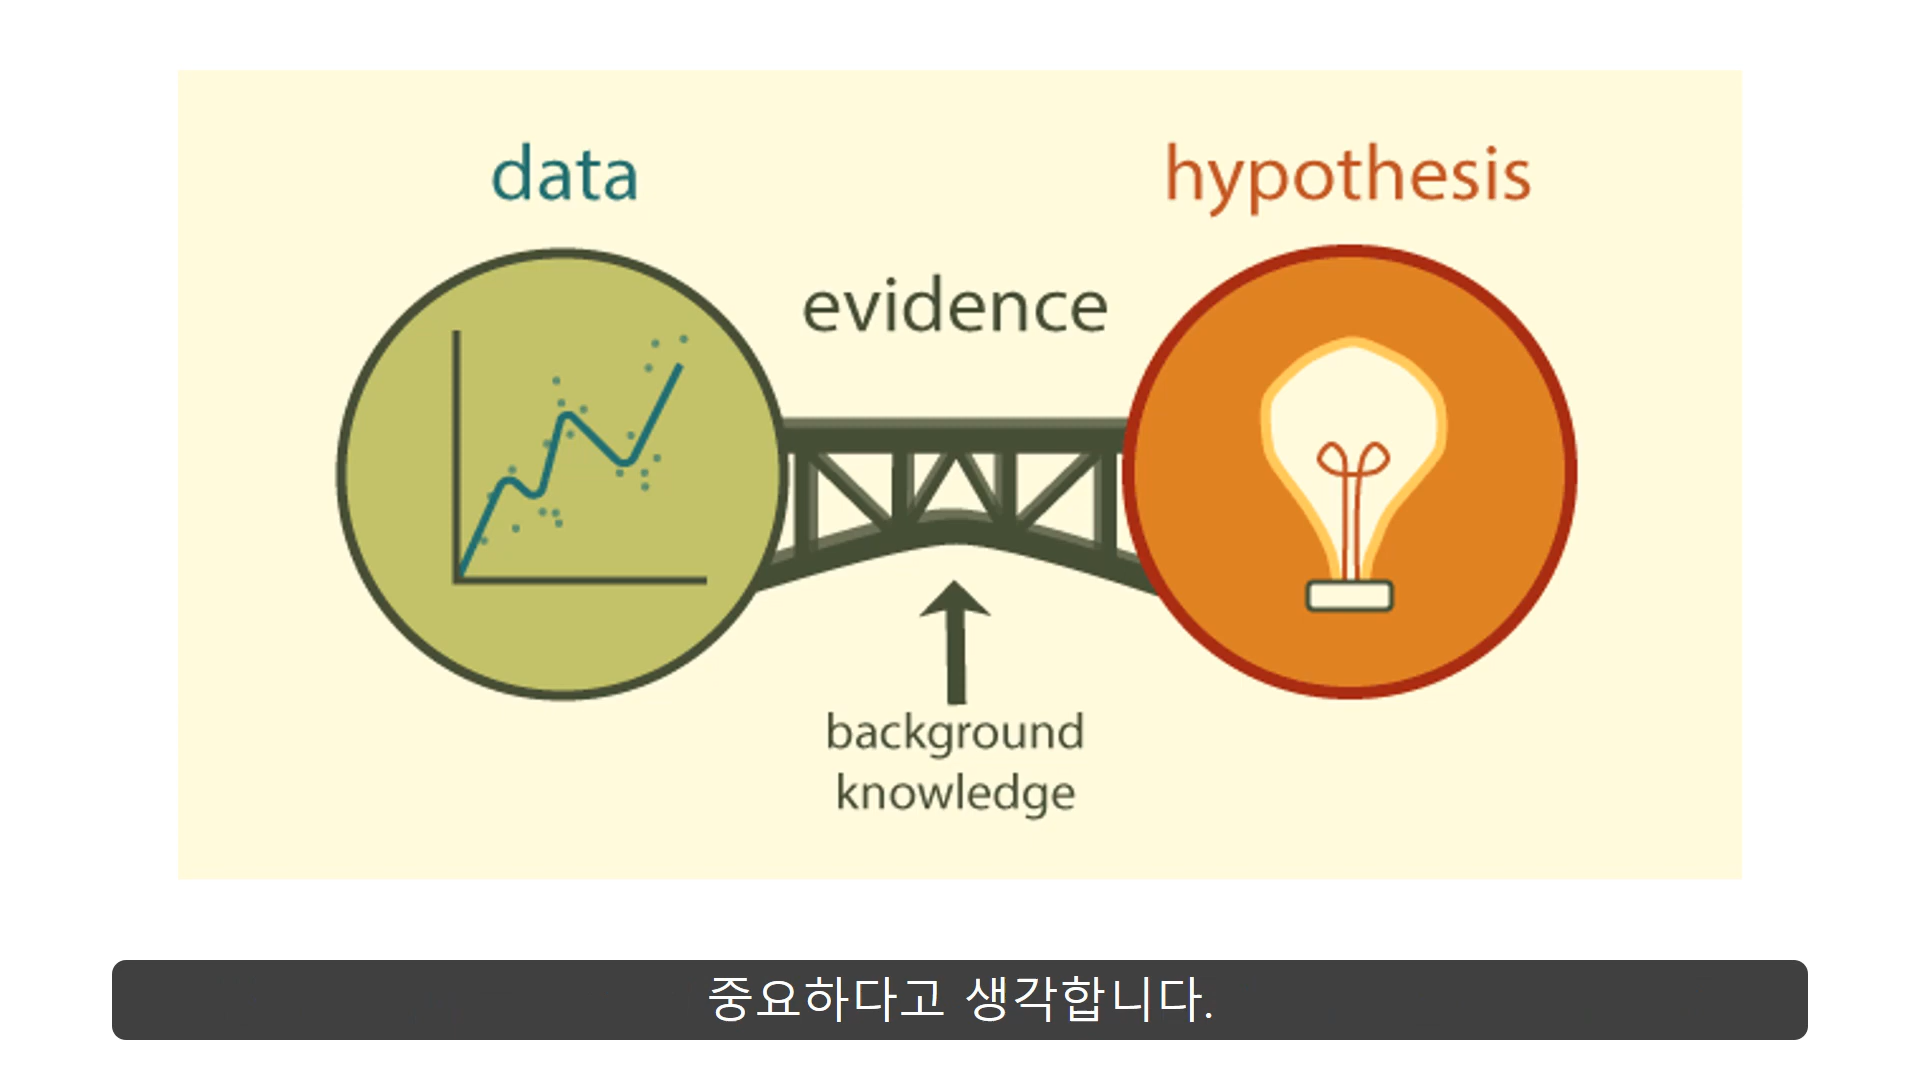 data
hypothesis
evidence
background
knowledge
중요하다고 생각합니다.